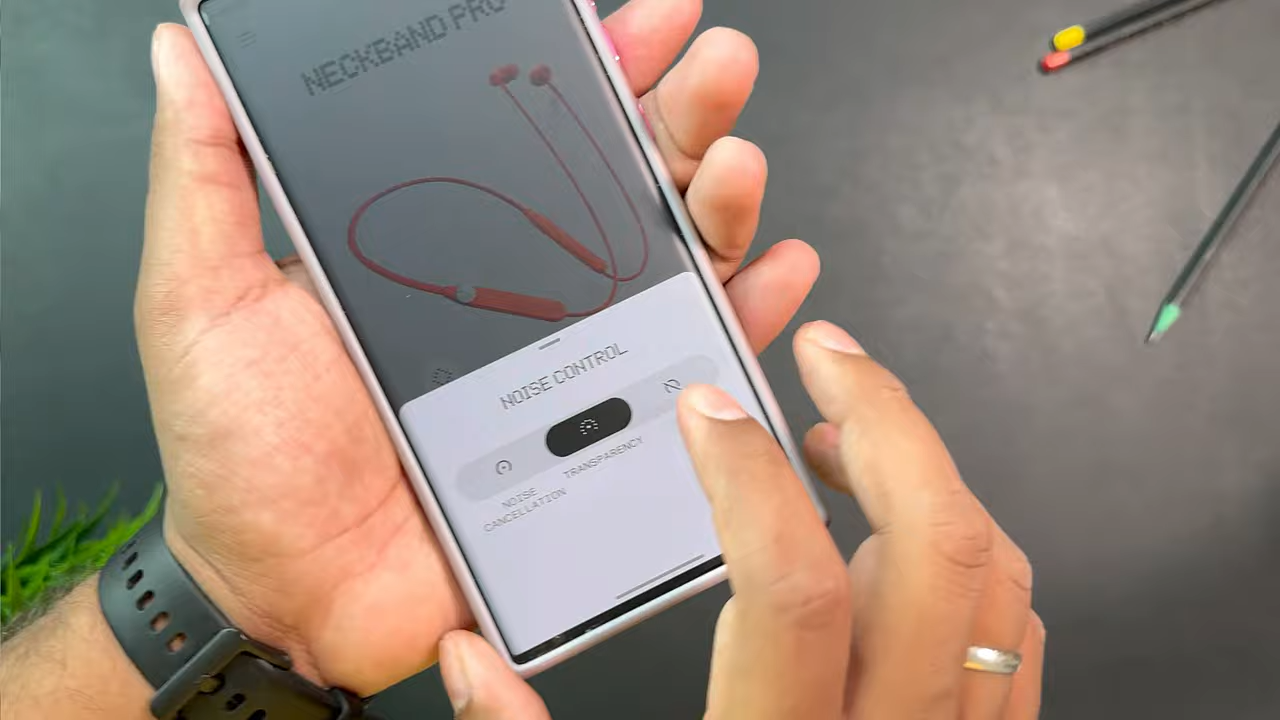 NECKBAND PRO
NOISE CONTROL
TRANSPARENCY
NOISE
CANCELLATION